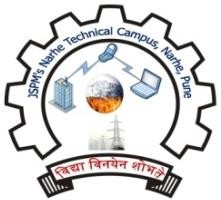 JSPM's Narhe Technical Campus, Narhe, Pune
विद्या विनयेन शोभते